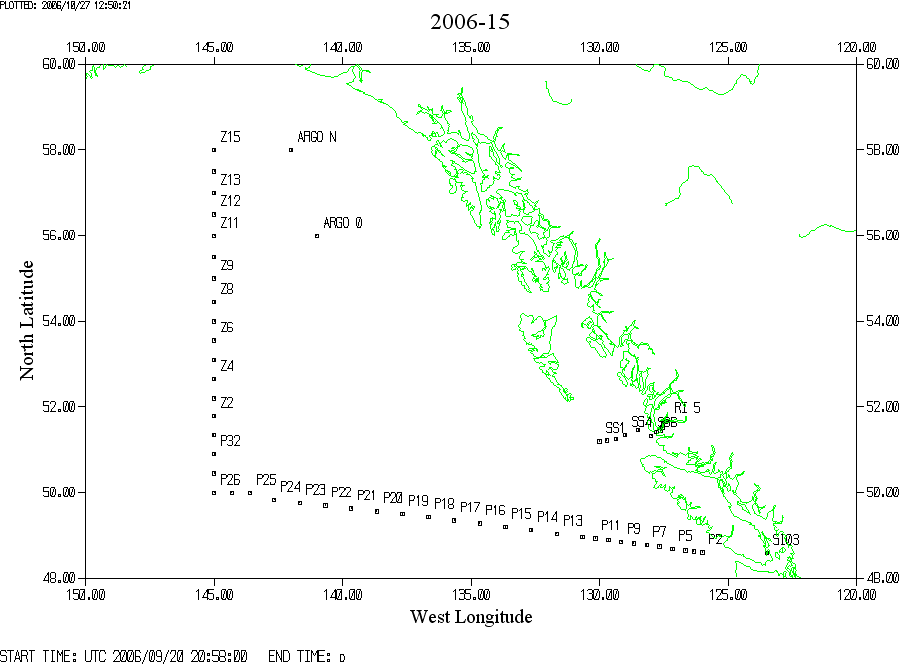 PLOTTED: 2006/10/27 12:50:21
2006-15
150.00 145.00 140.00 135.00 130.00 125.00 120.00
60.00 60.00
Z15 ARGO N
58.00 58.00
Z13
Z12
Z11 ARGO O
56.00 56.00
Z9
Z8
54.00 54.00
Z6
Z4
52.00 52.00
Z2 RI 5
SS1 SS4
P32
P26 P25 P24 P23 P22 P21 P20 P19 P18 P17 P16 P15 P14 P13 P11 P9 P7 P5 P2 SI03
50.00 50.00
48.00 48.00
150.00 145.00 140.00 135.00 130.00 125.00 120.00
North Latitude
West Longitude
START TIME: UTC 2006/09/20 20:58:00 END TIME: o